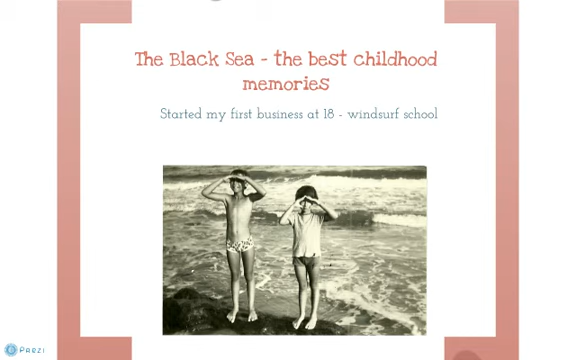 The Black Sea - the best childhood
memories
Started my first business at 18 - windsurf school
Prezi